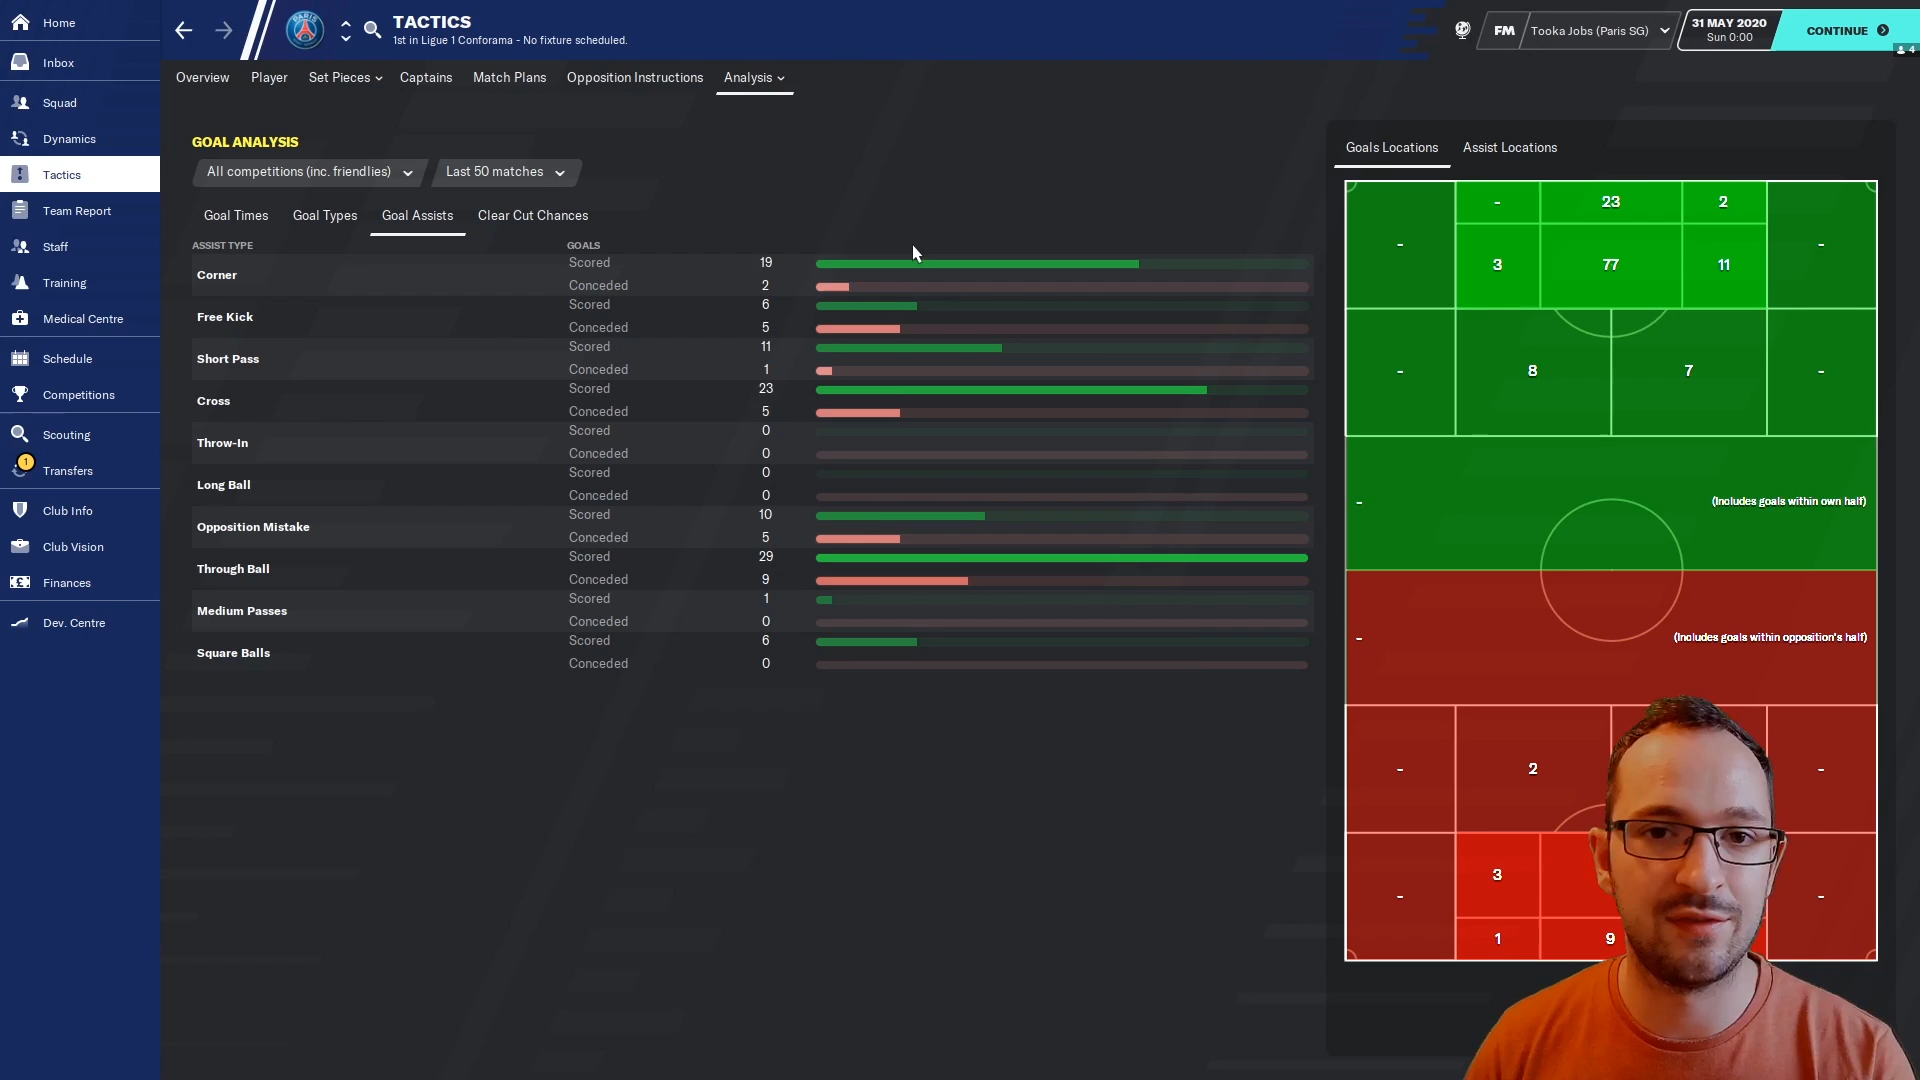 Home
Inbox
Squad
Dynamics
Tactics
Team Report
Staff
Training
Medical Centre
Schedule
Competitions
Scouting
1
Transfers
Club Info
Club Vision
Finances
Dev. Centre
TACTICS
1st in Ligue 1 Conforama - No fixture scheduled.
PARIS
FM Tooka Jobs (Paris SG)
31 MAY 2020
Sun 0:00
CONTINUE
4
Overview Player Set Pieces Captains Match Plans Opposition Instructions Analysis
GOAL ANALYSIS
All competitions (inc. friendlies) Last 50 matches
Goal Times Goal Types Goal Assists Clear Cut Chances
ASSIST TYPE GOALS
Corner
Scored 19
Conceded 2
Free Kick
Scored 6
Conceded 5
Short Pass
Scored 11
Conceded 1
Cross
Scored 23
Conceded 5
Throw-In
Scored 0
Conceded 0
Long Ball
Scored 0
Conceded 0
Opposition Mistake
Scored 10
Conceded 5
Through Ball
Scored 29
Conceded 9
Medium Passes
Scored 1
Conceded 0
Square Balls
Scored 6
Conceded 0
Goals Locations Assist Locations
- 23 2
- -
3 77 11
- 8 7 -
- (Includes goals within own half)
- (Includes goals within opposition's half)
- 2 -
3
- -
1 9